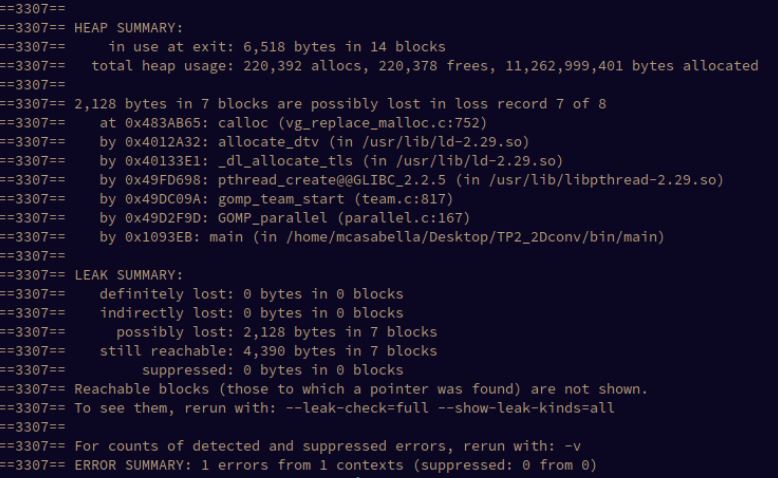 ==3307==
==3307== HEAP SUMMARY:
==3307==     in use at exit: 6,518 bytes in 14 blocks
==3307==   total heap usage: 220,392 allocs, 220,378 frees, 11,262,999,401 bytes allocated
==3307==
==3307== 2,128 bytes in 7 blocks are possibly lost in loss record 7 of 8
==3307==    at 0x483AB65: calloc (vg_replace_malloc.c:752)
==3307==    by 0x4012A32: allocate_dtv (in /usr/lib/ld-2.29.so)
==3307==    by 0x40133E1: _dl_allocate_tls (in /usr/lib/ld-2.29.so)
==3307==    by 0x49FD698: pthread_create@@GLIBC_2.2.5 (in /usr/lib/libpthread-2.29.so)
==3307==    by 0x49DC09A: gomp_team_start (team.c:817)
==3307==    by 0x49D2F9D: GOMP_parallel (parallel.c:167)
==3307==    by 0x1093EB: main (in /home/mcasabella/Desktop/TP2_2Dconv/bin/main)
==3307==
==3307== LEAK SUMMARY:
==3307==    definitely lost: 0 bytes in 0 blocks
==3307==    indirectly lost: 0 bytes in 0 blocks
==3307==      possibly lost: 2,128 bytes in 7 blocks
==3307==    still reachable: 4,390 bytes in 7 blocks
==3307==         suppressed: 0 bytes in 0 blocks
==3307== Reachable blocks (those to which a pointer was found) are not shown.
==3307== To see them, rerun with: --leak-check=full --show-leak-kinds=all
==3307==
==3307== For counts of detected and suppressed errors, rerun with: -v
==3307== ERROR SUMMARY: 1 errors from 1 contexts (suppressed: 0 from 0)